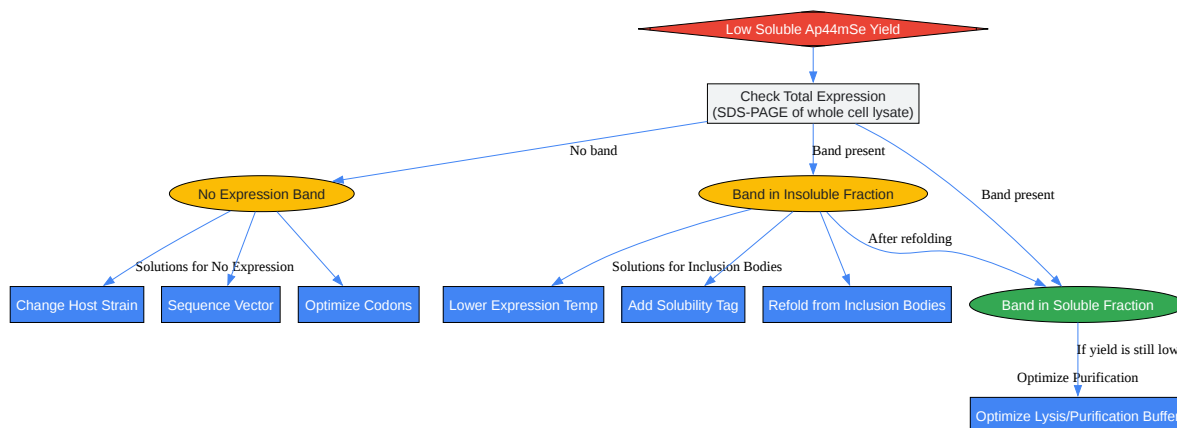 Low Soluble Ap44mSe Yield
Check Total Expression
(SDS-PAGE of whole cell lysate)
No band
Band present
Band present
No Expression Band
Band in Insoluble Fraction
After refolding
Solutions for No Expression
Solutions for Inclusion Bodies
Change Host Strain
Sequence Vector
Optimize Codons
Lower Expression Temp
Add Solubility Tag
Refold from Inclusion Bodies
Band in Soluble Fraction
If yield is still low
Optimize Purification
Optimize Lysis/Purification Buffer